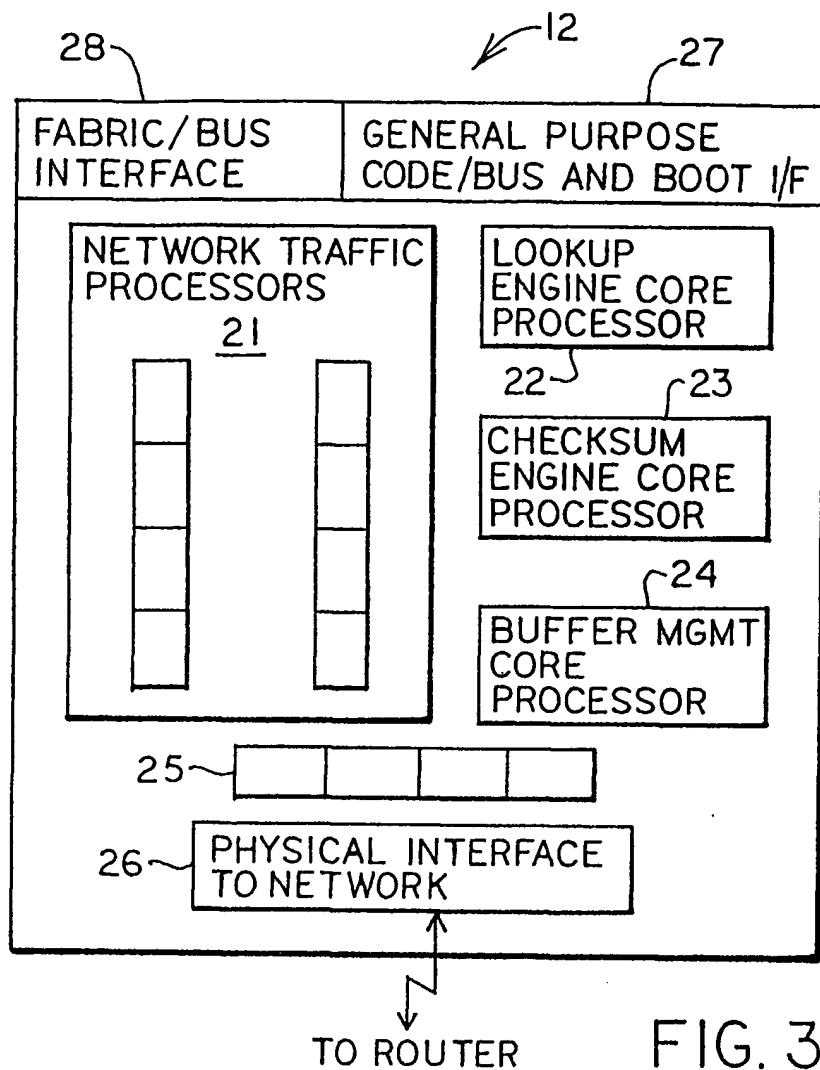 12
28
27
FABRIC/BUS
INTERFACE
GENERAL PURPOSE
CODE/BUS AND BOOT I/F
NETWORK TRAFFIC
PROCESSORS
21
LOOKUP
ENGINE CORE
PROCESSOR
22
23
CHECKSUM
ENGINE CORE
PROCESSOR
24
BUFFER MGMT
CORE
PROCESSOR
25
26
PHYSICAL INTERFACE
TO NETWORK
TO ROUTER
FIG. 3